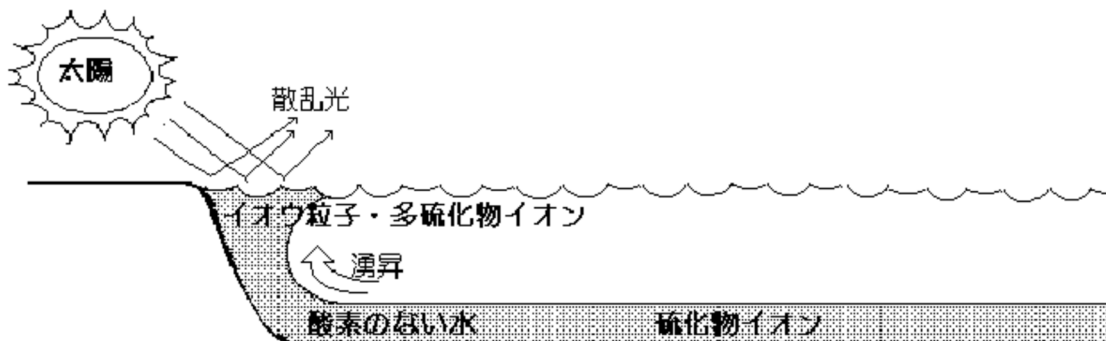 太陽
散乱光
イオウ粒子・多硫化物イオン
湧昇
酸素のない水
硫化物イオン